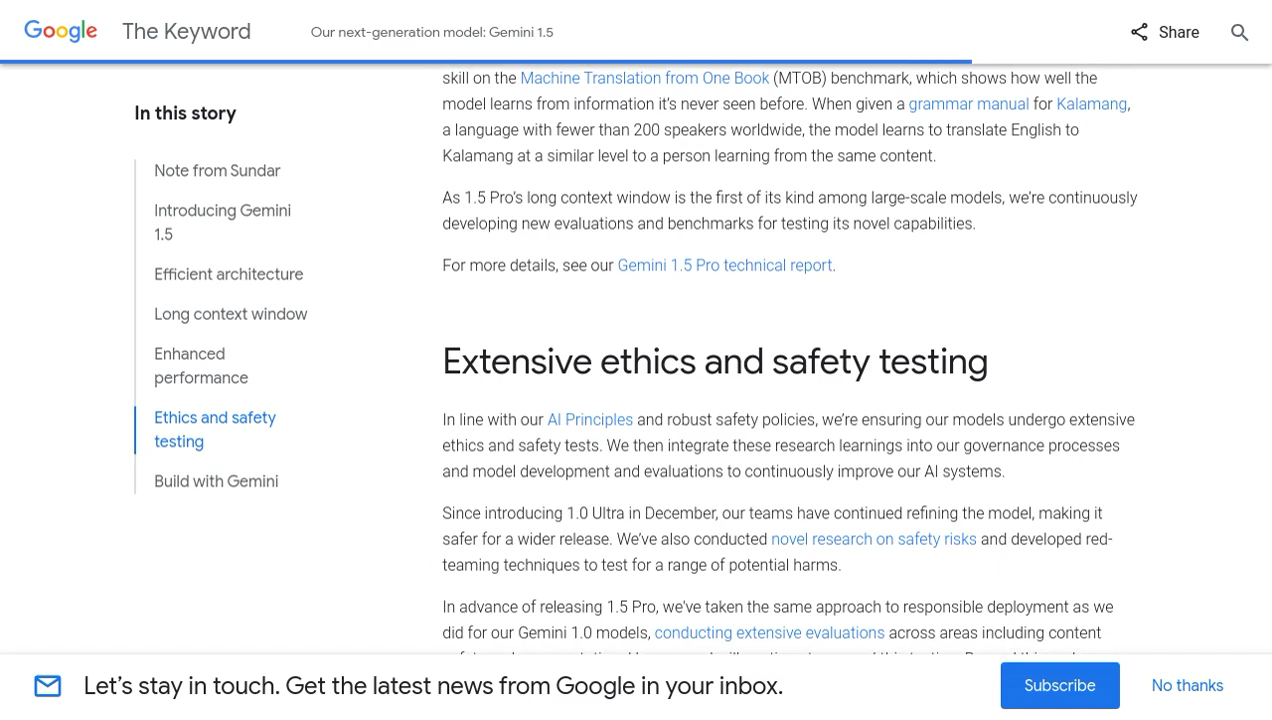 Google The Keyword Our next-generation model: Gemini 1.5 Share
In this story
Note from Sundar
Introducing Gemini
1.5
Efficient architecture
Long context window
Enhanced
performance
Ethics and safety
testing
Build with Gemini
skill on the Machine Translation from One Book (MTOB) benchmark, which shows how well the
model learns from information it's never seen before. When given a grammar manual for Kalamang,
a language with fewer than 200 speakers worldwide, the model learns to translate English to
Kalamang at a similar level to a person learning from the same content.
As 1.5 Pro's long context window is the first of its kind among large-scale models, we're continuously
developing new evaluations and benchmarks for testing its novel capabilities.
For more details, see our Gemini 1.5 Pro technical report.
Extensive ethics and safety testing
In line with our AI Principles and robust safety policies, we're ensuring our models undergo extensive
ethics and safety tests. We then integrate these research learnings into our governance processes
and model development and evaluations to continuously improve our AI systems.
Since introducing 1.0 Ultra in December, our teams have continued refining the model, making it
safer for a wider release. We've also conducted novel research on safety risks and developed red-
teaming techniques to test for a range of potential harms.
In advance of releasing 1.5 Pro, we've taken the same approach to responsible deployment as we
did for our Gemini 1.0 models, conducting extensive evaluations across areas including content
Let's stay in touch. Get the latest news from Google in your inbox. Subscribe No thanks